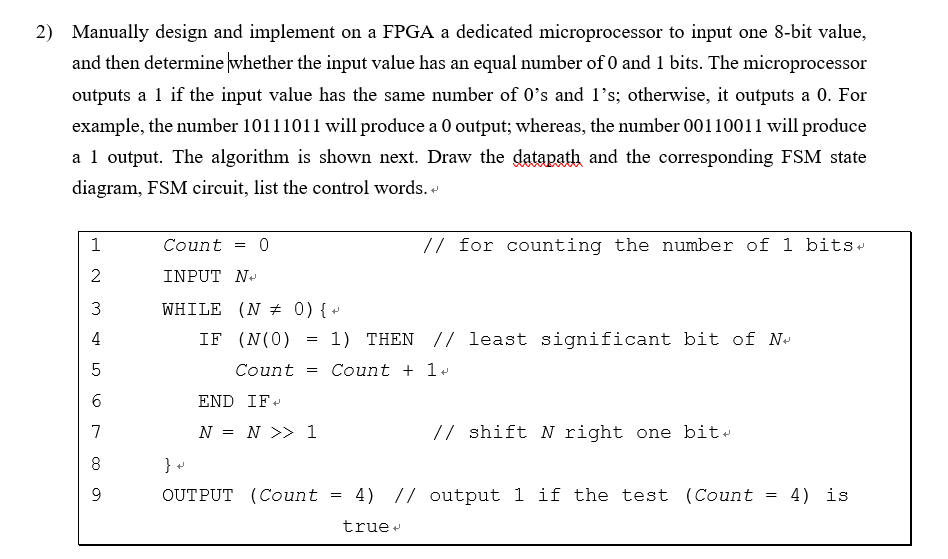 2) Manually design and implement on a FPGA a dedicated microprocessor to input one 8-bit value,
and then determine whether the input value has an equal number of 0 and 1 bits. The microprocessor
outputs a 1 if the input value has the same number of 0’s and 1’s; otherwise, it outputs a 0. For
example, the number 10111011 will produce a 0 output; whereas, the number 00110011 will produce
a 1 output. The algorithm is shown next. Draw the datapath and the corresponding FSM state
diagram, FSM circuit, list the control words.
1 Count = 0 // for counting the number of 1 bits
2 INPUT N
3 WHILE (N ≠ 0){
4 IF (N(0) = 1) THEN // least significant bit of N
5 Count = Count + 1
6 END IF
7 N = N >> 1 // shift N right one bit
8 }
9 OUTPUT (Count = 4) // output 1 if the test (Count = 4) is
true